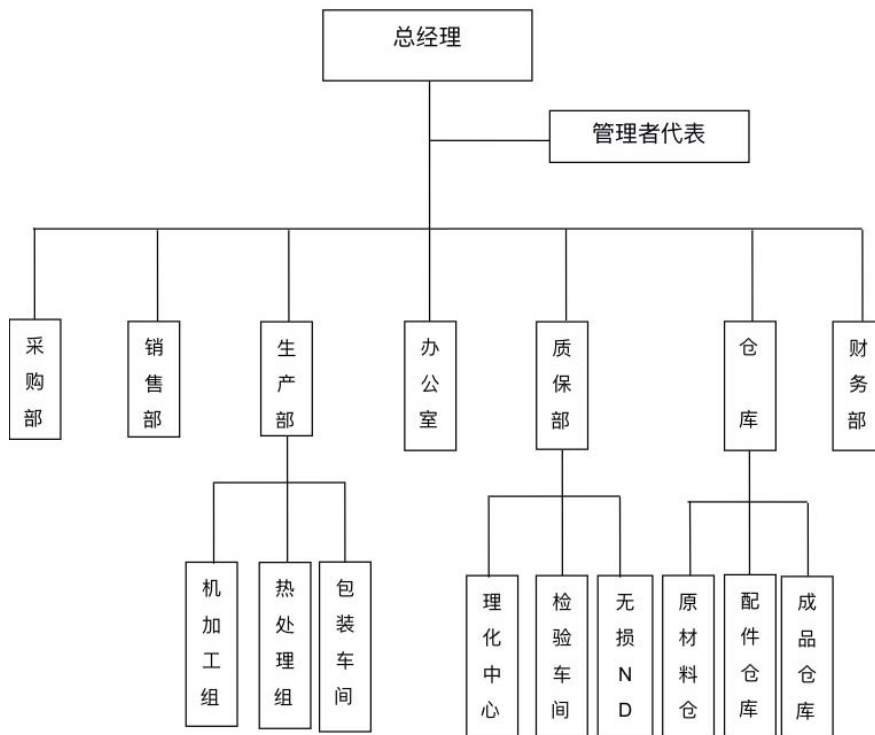 总经理
管理者代表
采购部
销售部
生产部
办公室
质保部
仓库
财务部
机加工组
热处理组
包装车间
理化中心
检验车间
无损ND
原材料仓
配件仓库
成品仓库